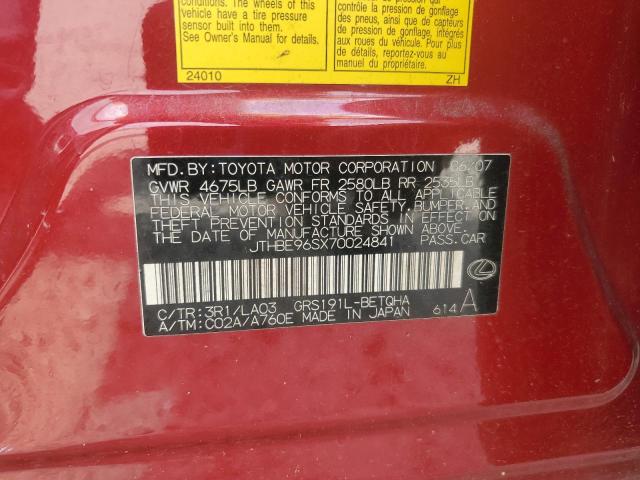 conditions. The wheels of this
vehicle have a tire pressure
sensor built into them.
See Owner's Manual for details.
24010
contrôle la pression de gonflage
des pneus, ainsi que de capteurs
de pression de gonflage, intégrés
aux roues du véhicule. Pour plus
de détails, reportez-vous au
manuel du propriétaire.
ZH
MFD.BY:TOYOTA MOTOR CORPORATION 06/07
GVWR 4675LB GAWR FR 2580LB RR 2535LB
THIS VEHICLE CONFORMS TO ALL APPLICABLE
FEDERAL MOTOR VEHICLE SAFETY,BUMPER,AND
THEFT PREVENTION STANDARDS IN EFFECT ON
THE DATE OF MANUFACTURE SHOWN ABOVE.
JTHBE96SX70024841 PASS.CAR
C/TR:3R1/LA03 GRS191L-BETQHA
A/TM:C02A/A760E MADE IN JAPAN 614 A